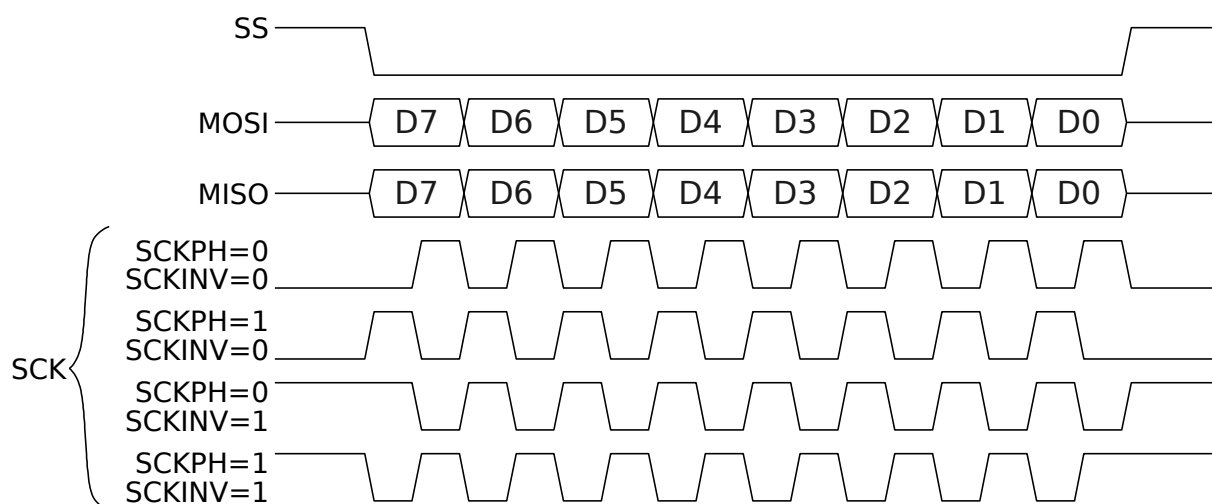 SS
MOSI D7 D6 D5 D4 D3 D2 D1 D0
MISO D7 D6 D5 D4 D3 D2 D1 D0
SCKPH=0
SCKINV=0
SCKPH=1
SCKINV=0
SCK
SCKPH=0
SCKINV=1
SCKPH=1
SCKINV=1